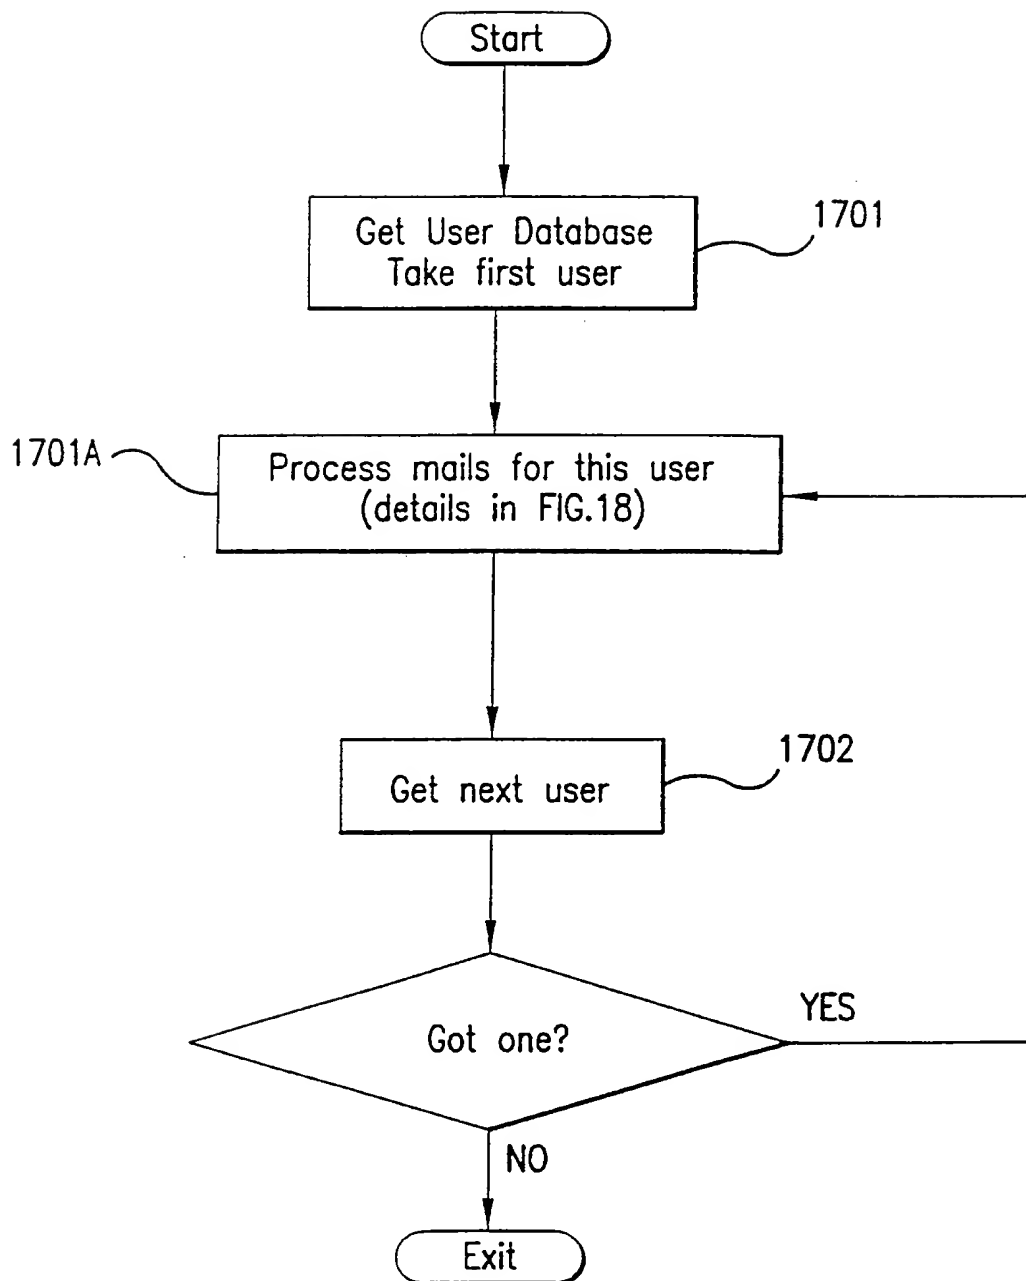 Start
Get User Database
Take first user
1701
1701A
Process mails for this user
(details in FIG.18)
Get next user
1702
Got one?
YES
NO
Exit